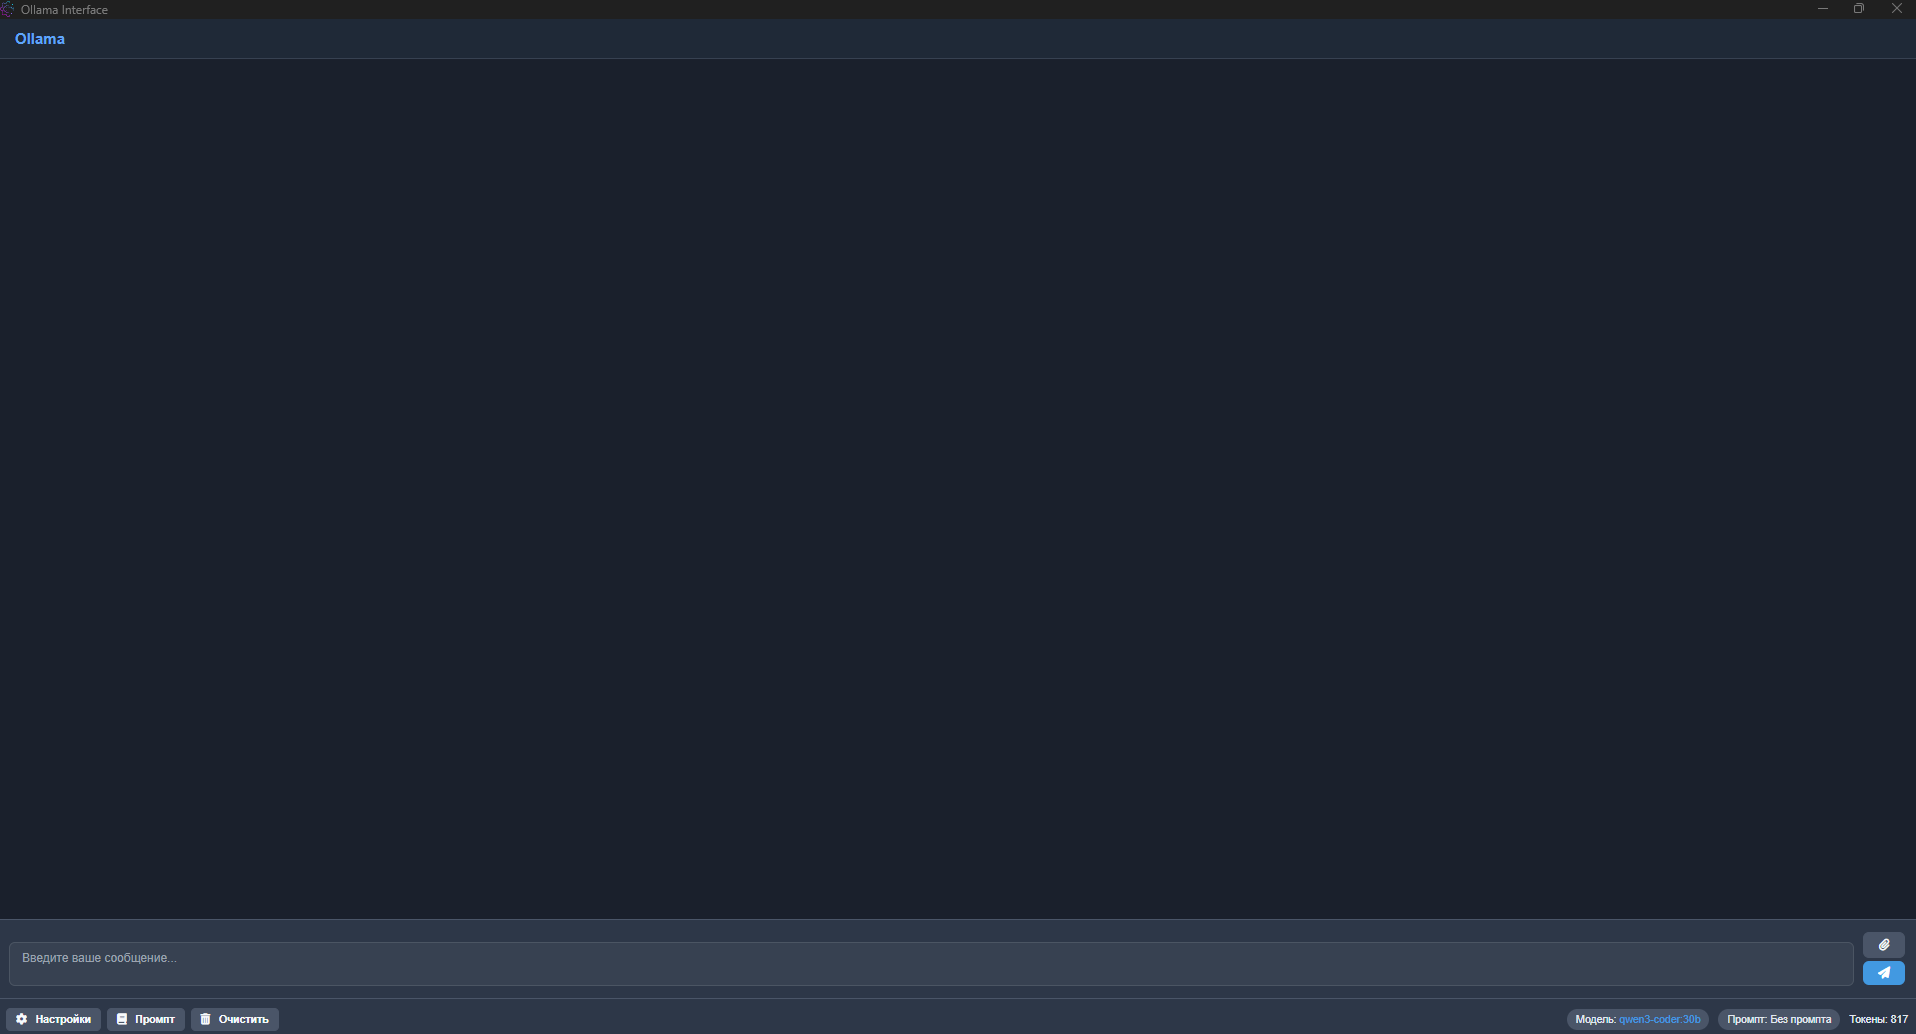 Ollama Interface
Ollama
Введите ваше сообщение...
Настройки Промпт Очистить Модель: qwen3-coder:30b Промпт: Без промпта Токены: 817